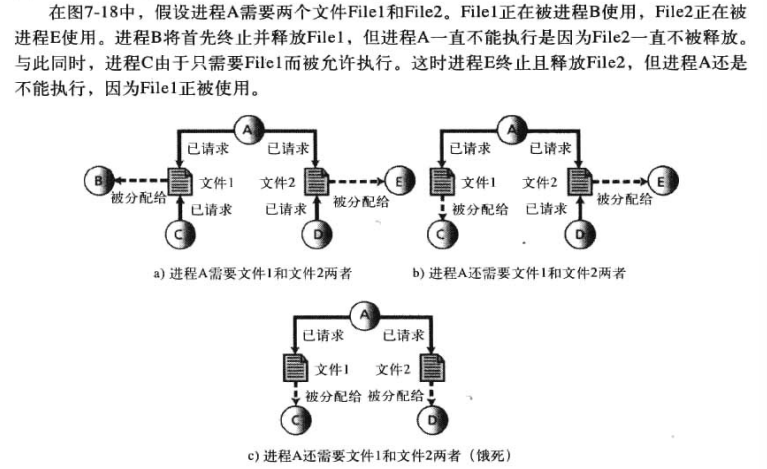 在图7-18中，假设进程A需要两个文件File1和File2。File1正在被进程B使用，File2正在被
进程E使用。进程B将首先终止并释放File1，但进程A一直不能执行是因为File2一直不被释放。
与此同时，进程C由于只需要File1而被允许执行。这时进程E终止且释放File2，但进程A还是
不能执行，因为File1正被使用。
A
已请求 已请求
B 文件1 文件2 E
被分配给 被分配给
已请求 已请求
C D
a) 进程A需要文件1和文件2两者
A
已请求 已请求
文件1 文件2 E
被分配给 被分配给
已请求
C D
b) 进程A还需要文件1和文件2两者
A
已请求 已请求
文件1 文件2
被分配给 被分配给
C D
c) 进程A还需要文件1和文件2两者（饿死）